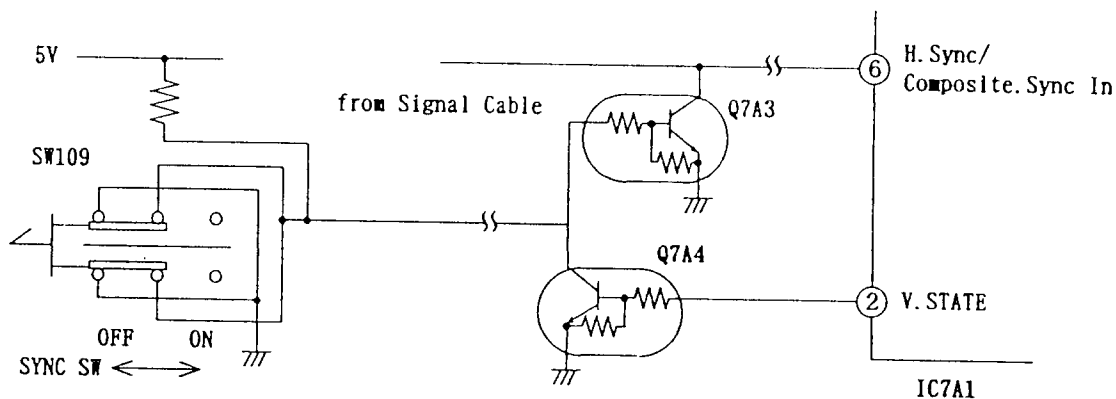 5V
H.Sync/
Composite.Sync In
6
from Signal Cable
Q7A3
SW109
Q7A4
2
V.STATE
OFF
ON
SYNC SW
IC7A1